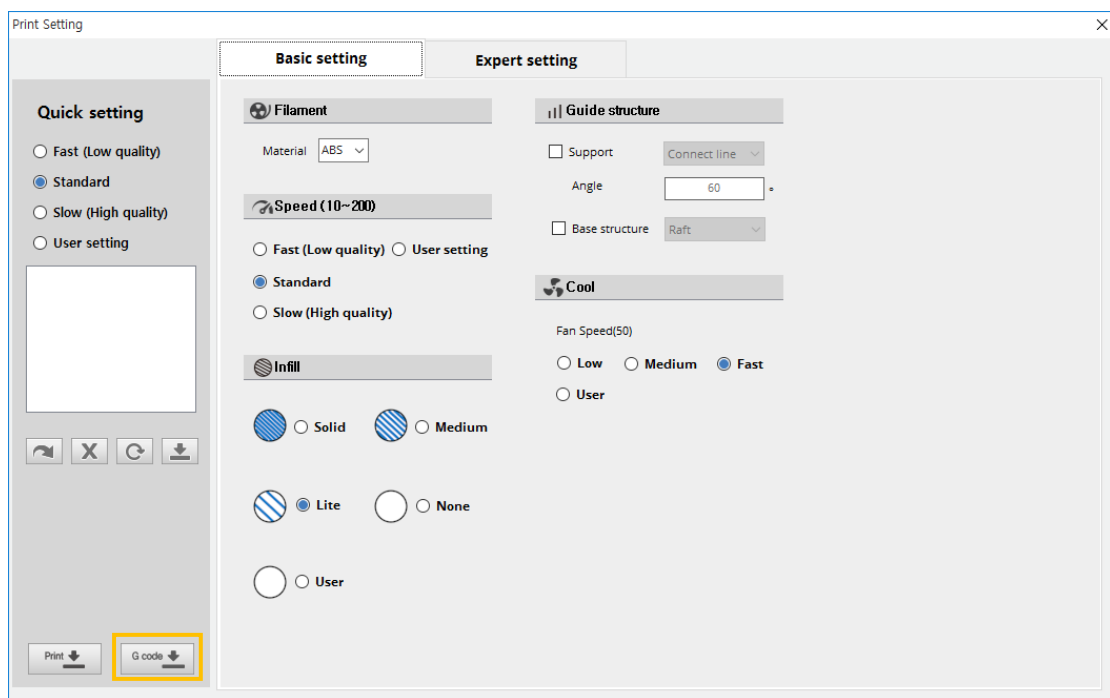 Print Setting
Basic setting
Expert setting
Quick setting
Fast (Low quality)
Standard
Slow (High quality)
User setting
Print
G code
Filament
Material ABS
Speed (10~200)
Fast (Low quality) User setting
Standard
Slow (High quality)
Infill
Solid Medium
Lite None
User
Guide structure
Support Connect line
Angle 60 °
Base structure Raft
Cool
Fan Speed(50)
Low Medium Fast
User